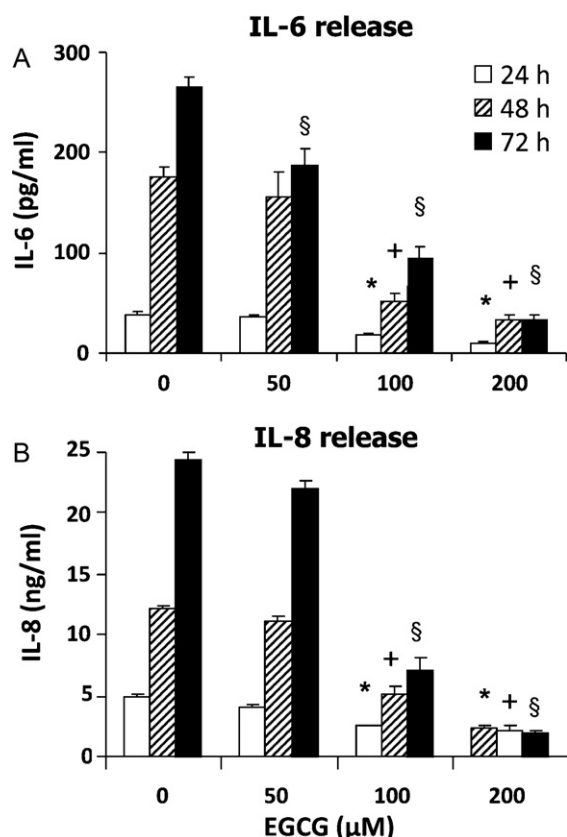 IL-6 release
A
300
200
100
0
IL-6 (pg/ml)
24 h
48 h
72 h
§
* + §
* + §
0 50 100 200
IL-8 release
B
25
20
15
10
5
0
IL-8 (ng/ml)
* + §
* + §
0 50 100 200
EGCG (µM)